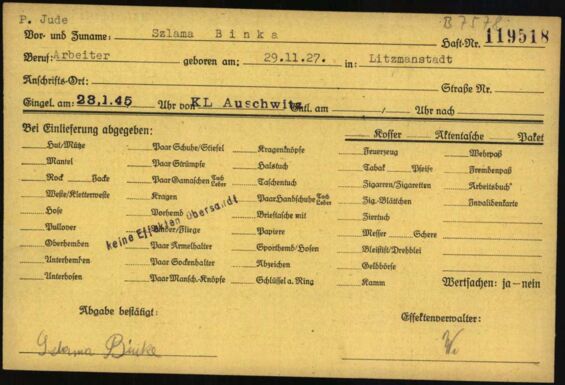 P. Jude B 7578
Vor- und Zuname: Szlama Binka Haft-Nr. 119518
Beruf: Arbeiter geboren am: 29.11.27. in: Litzmanstadt
Anschrifts-Ort: Straße Nr.
Eingel. am: 23.1.45 Uhr von KL Auschwitz Entl. am Uhr nach
Bei Einlieferung abgegeben: Koffer Aktentasche Paket
Hut/Mütze Paar Schuhe/Stiefel Kragenknöpfe Feuerzeug Wehrpaß
Mantel Paar Strümpfe Halstuch Tabak Pfeife Fremdenpaß
Rock Jacke Paar Gamaschen Tuch Leder Taschentuch Zigarren/Zigaretten Arbeitsbuch
Weste/Kletterweste Kragen Paar Handschuhe Tuch Leder Zig.-Blättchen Invalidenkarte
Hose Vorhemd Brieftasche mit Ziertuch
Pullover Binder/Fliege Papiere Messer Schere
Oberhemden Paar Armelhalter Sporthemd/Hosen Bleistift/Drehblei
Unterhemden Paar Sockenhalter Abzeichen Geldbörse
Unterhosen Paar Mansch.-Knöpfe Schlüssel a. Ring Kamm Wertsachen: ja—nein
keine Effekten übersandt
Abgabe bestätigt: Effektenverwalter:
Szlama Binke